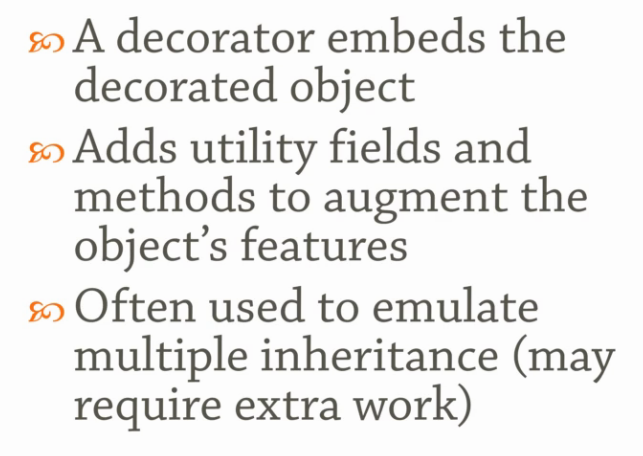 A decorator embeds the
decorated object
Adds utility fields and
methods to augment the
object’s features
Often used to emulate
multiple inheritance (may
require extra work)